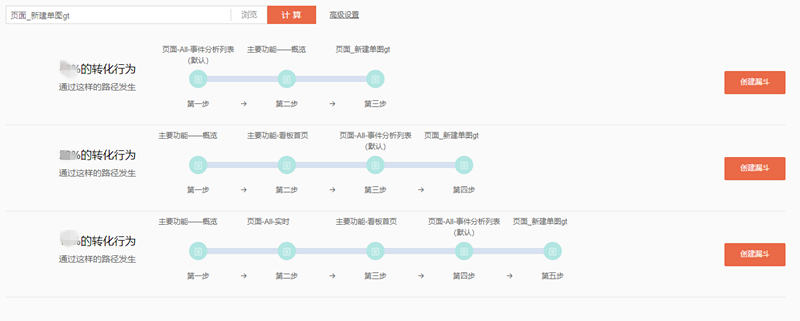 页面_新建单图gt 浏览 计 算 高级设置
页面-All-事件分析列表 主要功能——概览 页面_新建单图gt
（默认）
%的转化行为
通过这样的路径发生
创建漏斗
第一步 → 第二步 → 第三步
主要功能——概览 主要功能-看板首页 页面-All-事件分析列表 页面_新建单图gt
（默认）
%的转化行为
通过这样的路径发生
创建漏斗
第一步 → 第二步 → 第三步 → 第四步
主要功能——概览 页面-All-实时 主要功能-看板首页 页面-All-事件分析列表 页面_新建单图gt
（默认）
%的转化行为
通过这样的路径发生
创建漏斗
第一步 → 第二步 → 第三步 → 第四步 → 第五步